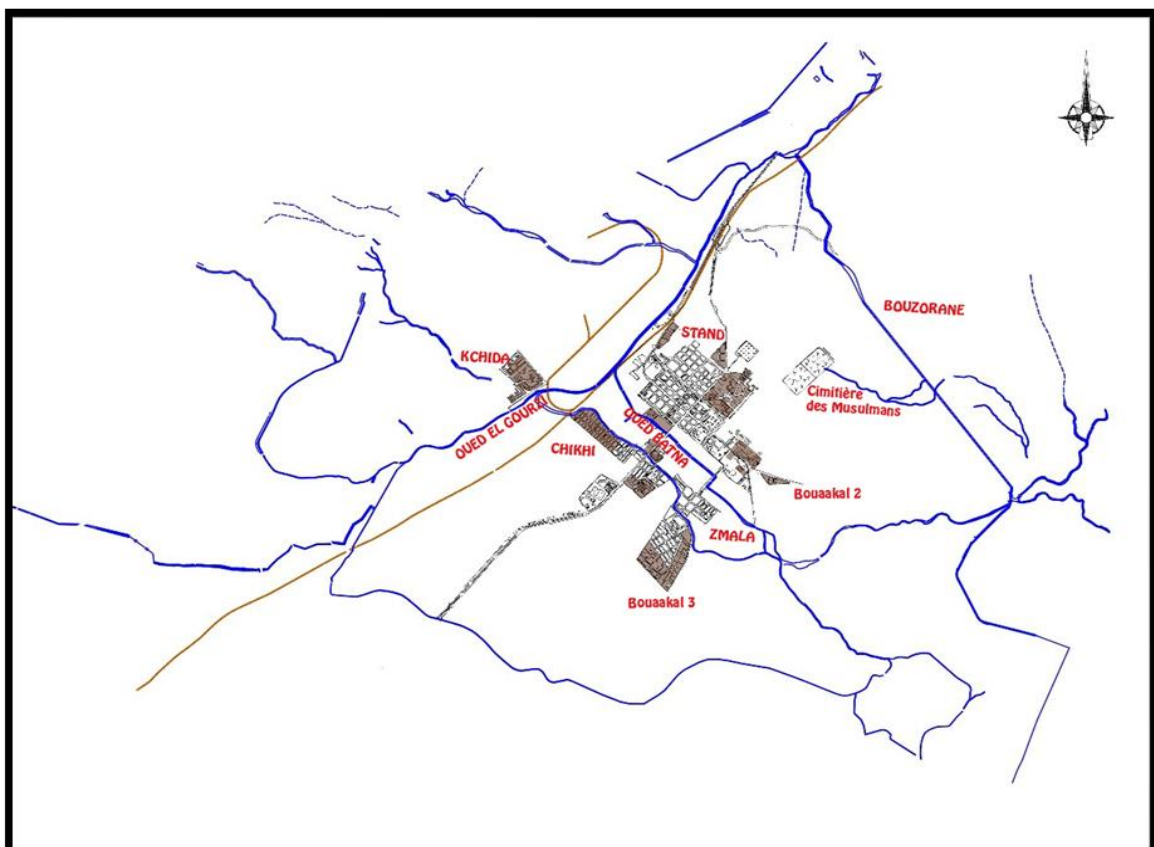 BOUZORANE
STAND
KCHIDA
Cimitière
des Musulmans
OUED EL GOURZI
OUED BATNA
CHIKHI
Bouaakal 2
ZMALA
Bouaakal 3